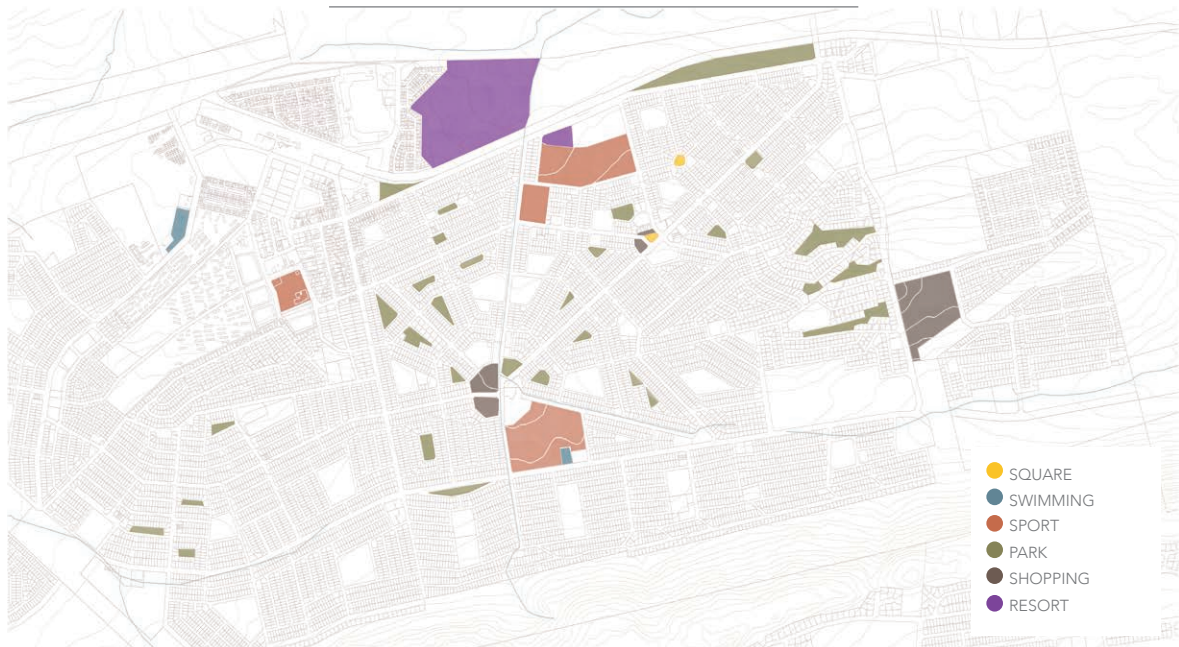 SQUARE
SWIMMING
SPORT
PARK
SHOPPING
RESORT